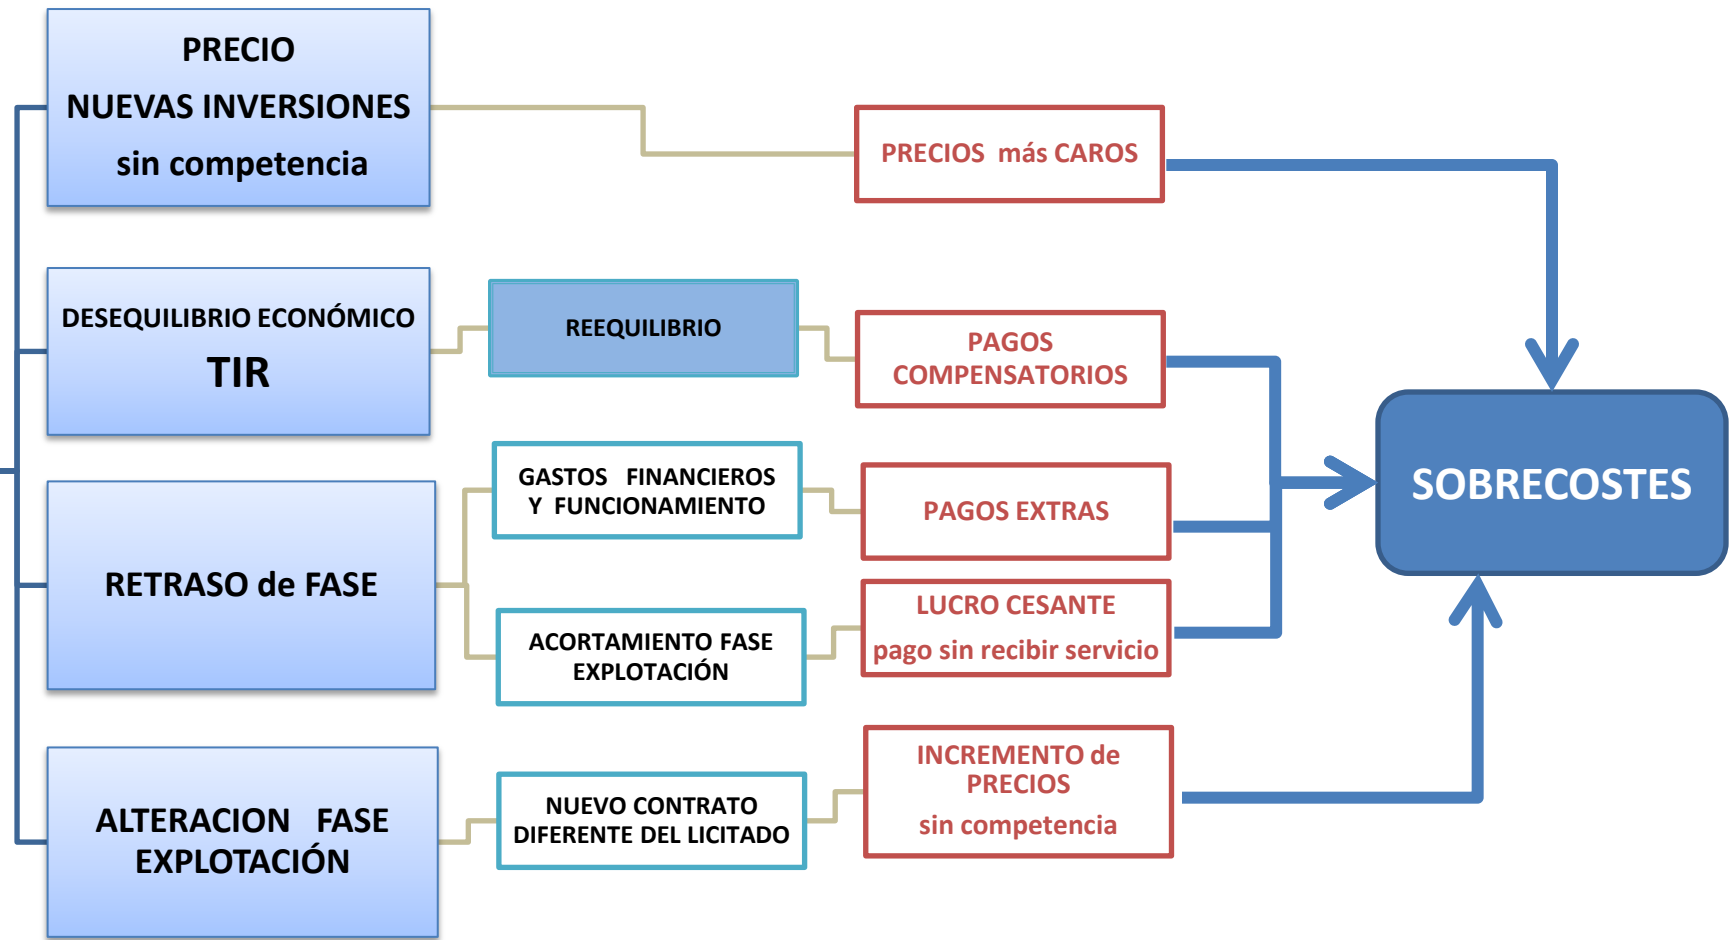 PRECIO
NUEVAS INVERSIONES
sin competencia
PRECIOS más CAROS
DESEQUILIBRIO ECONÓMICO
TIR
REEQUILIBRIO
PAGOS
COMPENSATORIOS
RETRASO de FASE
GASTOS FINANCIEROS
Y FUNCIONAMIENTO
PAGOS EXTRAS
ACORTAMIENTO FASE
EXPLOTACIÓN
LUCRO CESANTE
pago sin recibir servicio
ALTERACION FASE
EXPLOTACIÓN
NUEVO CONTRATO
DIFERENTE DEL LICITADO
INCREMENTO de
PRECIOS
sin competencia
SOBRECOSTES